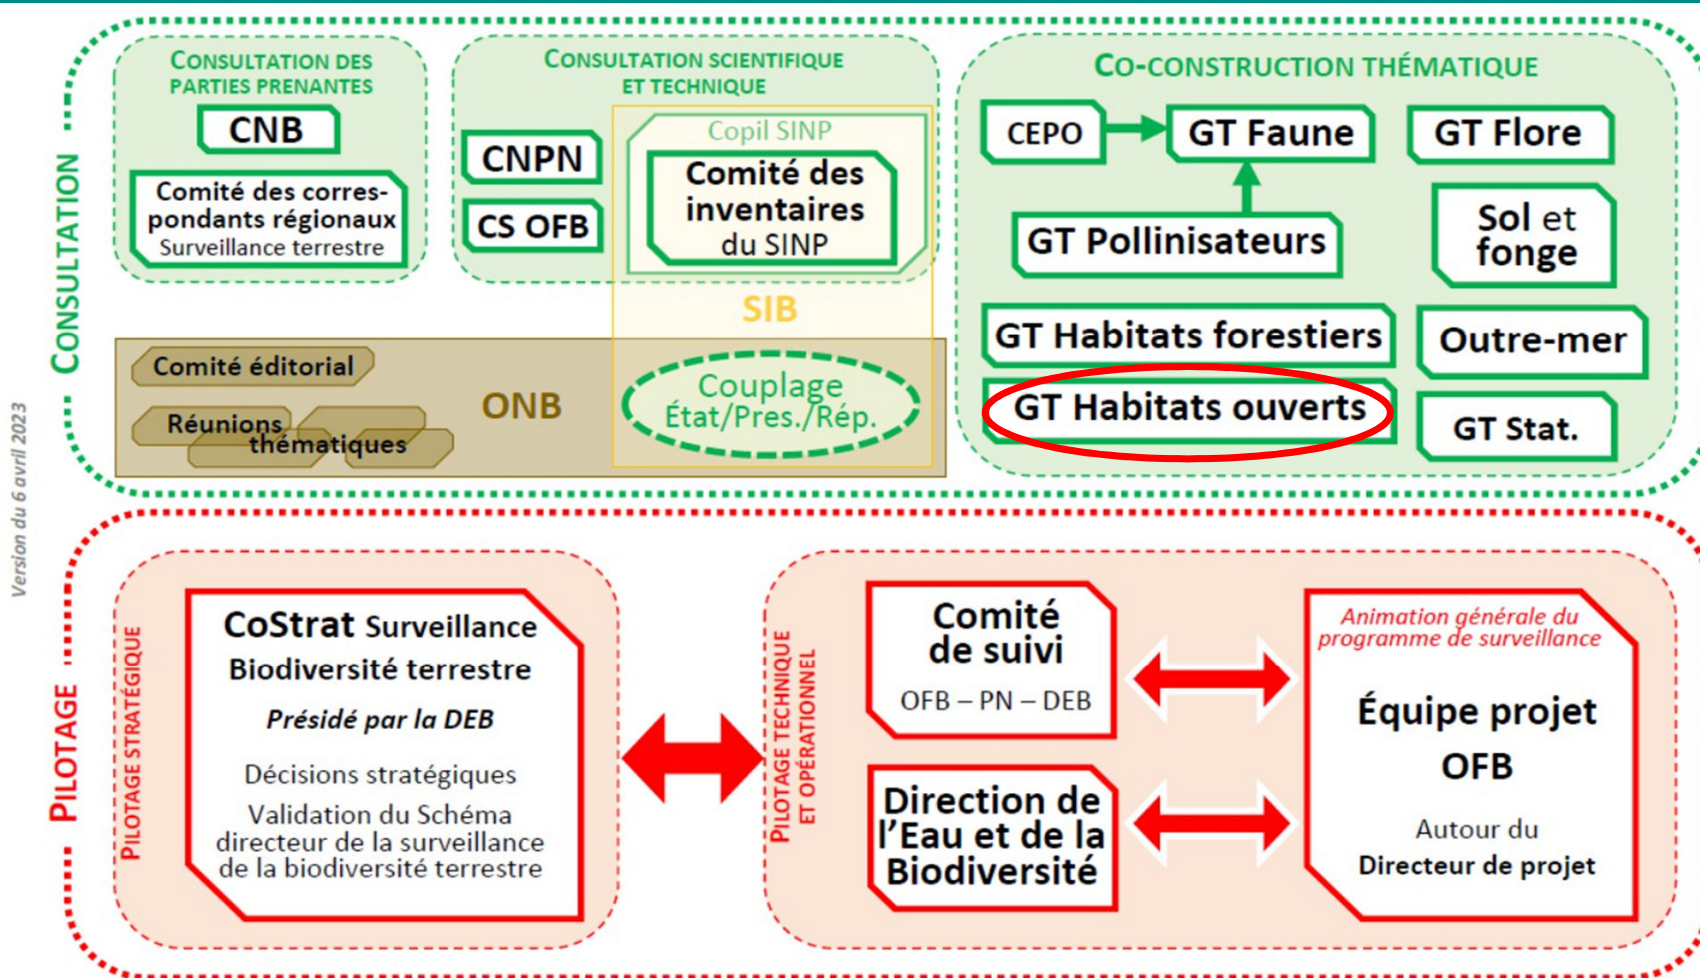 Version du 6 avril 2023
CONSULTATION
CONSULTATION DES
PARTIES PRENANTES
CNB
Comité des corres-
pondants régionaux
Surveillance terrestre
CONSULTATION SCIENTIFIQUE
ET TECHNIQUE
CNPN
CS OFB
Copil SINP
Comité des
inventaires
du SINP
SIB
Comité éditorial
Réunions
thématiques
ONB
Couplage
État/Pres./Rép.
CO-CONSTRUCTION THÉMATIQUE
CEPO
GT Faune
GT Flore
GT Pollinisateurs
Sol et
fonge
GT Habitats forestiers
Outre-mer
GT Habitats ouverts
GT Stat.
PILOTAGE
PILOTAGE STRATÉGIQUE
CoStrat Surveillance
Biodiversité terrestre
Présidé par la DEB
Décisions stratégiques
Validation du Schéma
directeur de la surveillance
de la biodiversité terrestre
PILOTAGE TECHNIQUE
ET OPÉRATIONNEL
Comité
de suivi
OFB – PN – DEB
Direction de
l'Eau et de la
Biodiversité
Animation générale du
programme de surveillance
Équipe projet
OFB
Autour du
Directeur de projet